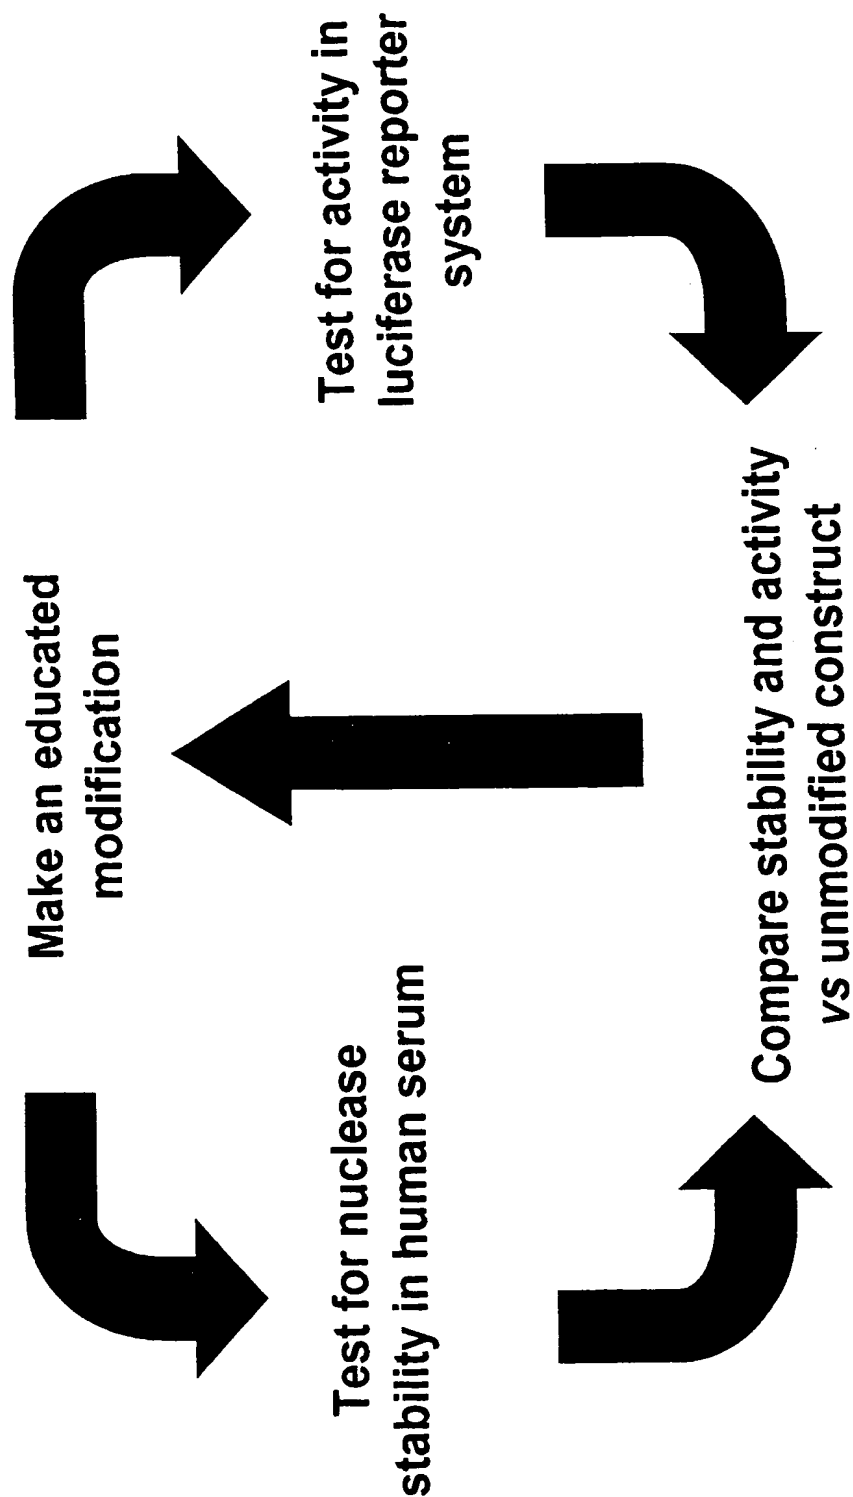 Make an educated
modification
Test for nuclease
stability in human serum
Test for activity in
luciferase reporter
system
Compare stability and activity
vs unmodified construct